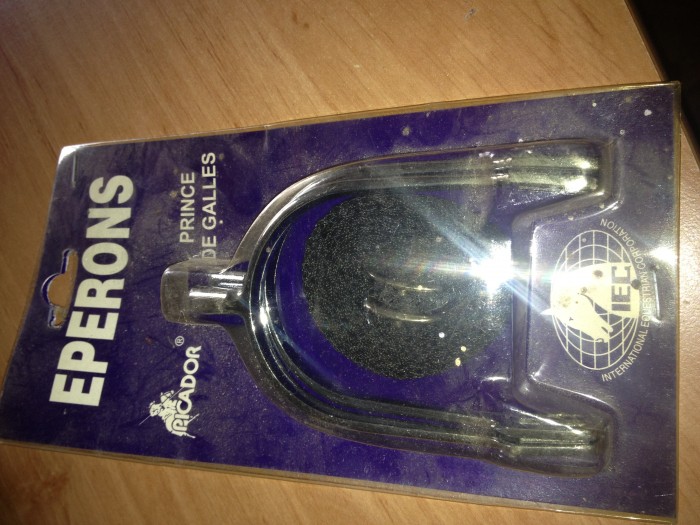 EPERONS
PRINCE
DE GALLES
PICADOR ®
IEC
INTERNATIONAL EQUESTRIAN CORPORATION